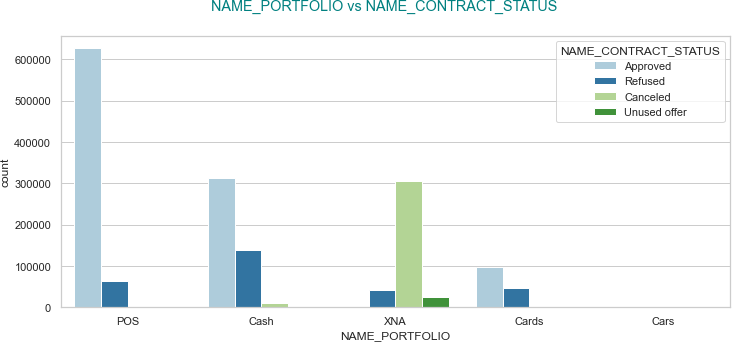 NAME_PORTFOLIO vs NAME_CONTRACT_STATUS
NAME_CONTRACT_STATUS
Approved
Refused
Canceled
Unused offer
count
600000
500000
400000
300000
200000
100000
0
POS Cash XNA Cards Cars
NAME_PORTFOLIO